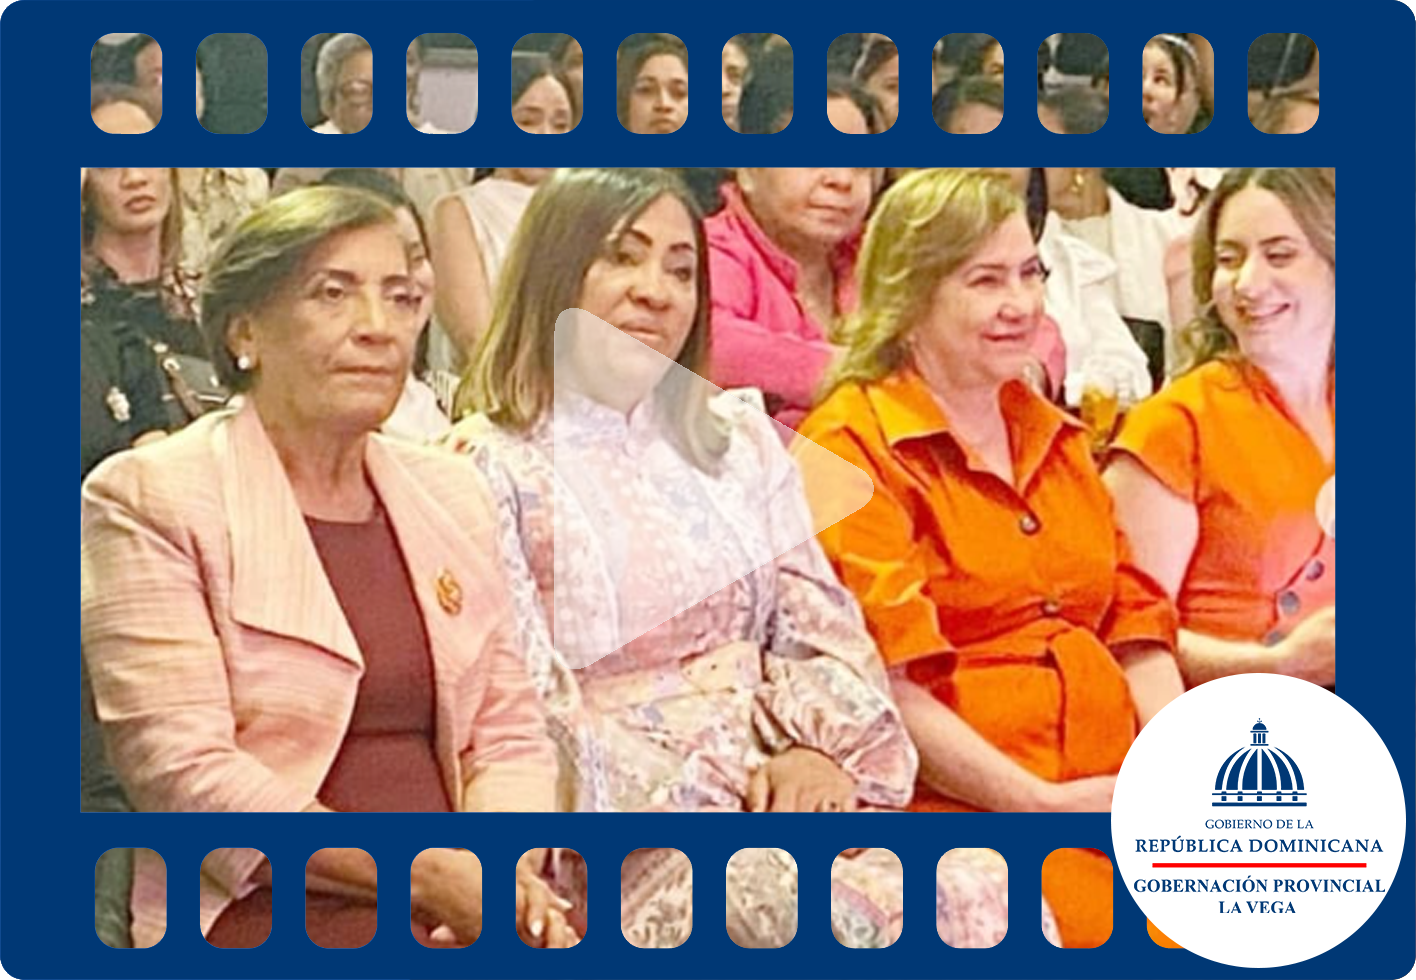 GOBIERNO DE LA
REPÚBLICA DOMINICANA
GOBERNACIÓN PROVINCIAL
LA VEGA